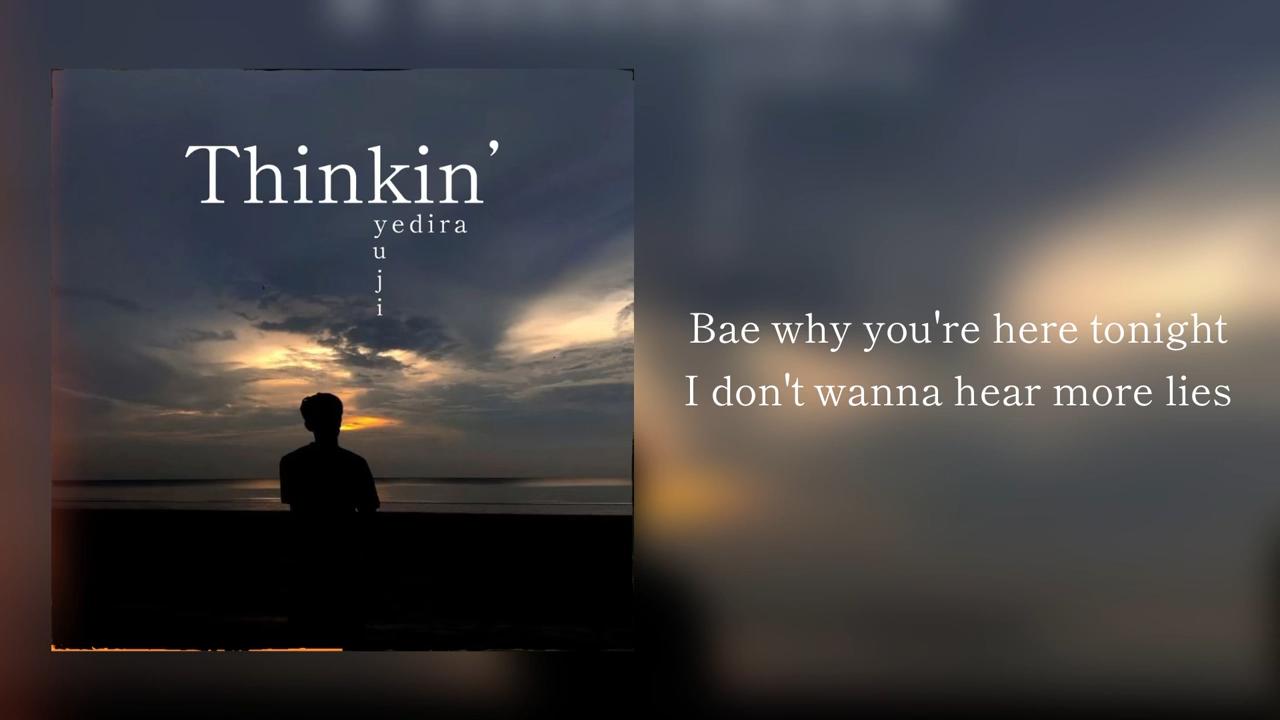 Thinkin’
yedira
u
j
i
Bae why you're here tonight
I don't wanna hear more lies